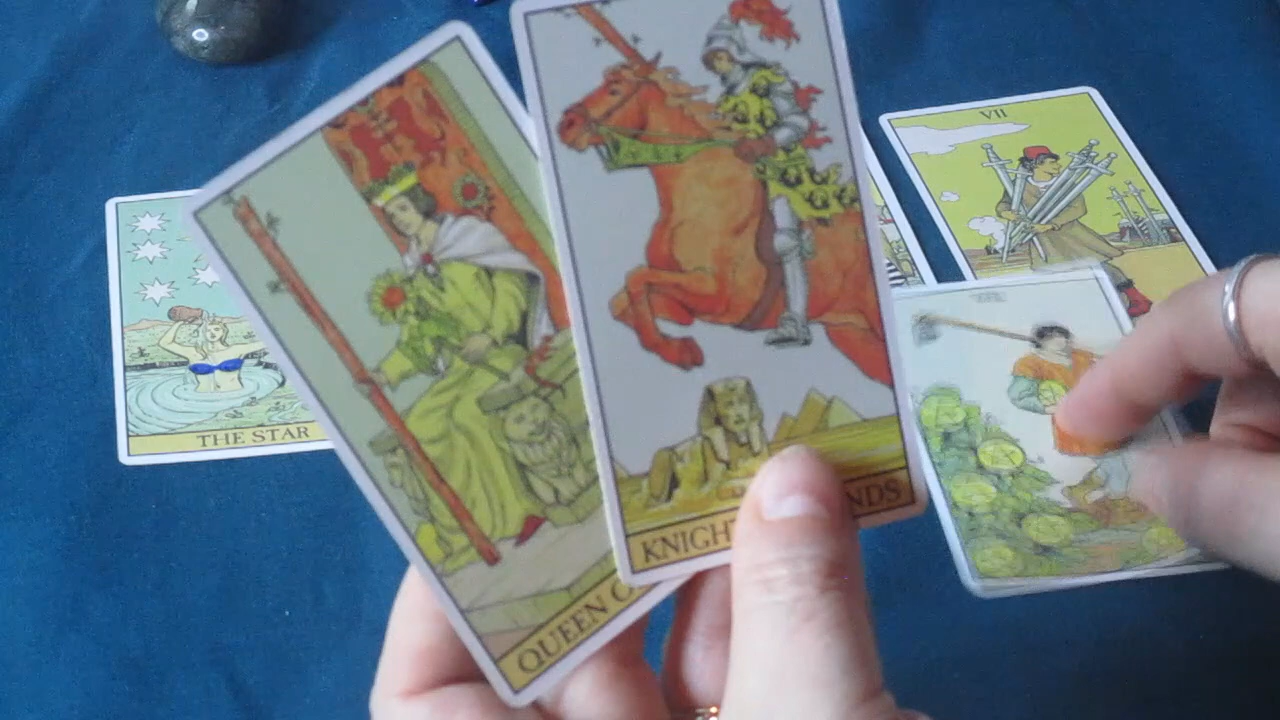 VII
THE STAR
KNIGH
NDS
QUEEN O